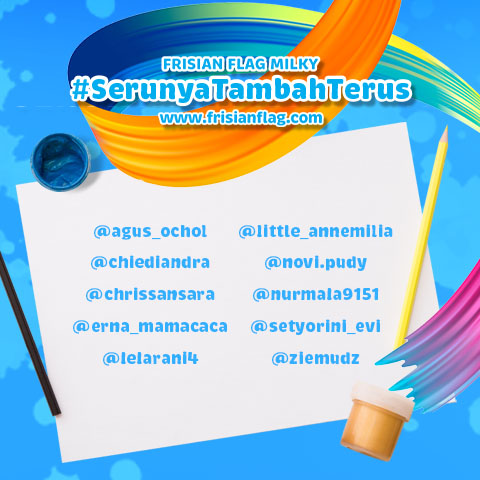 FRISIAN FLAG MILKY
#SerunyaTambahTerus
www.frisianflag.com
@agus_ochol
@chiediandra
@chrissansara
@erna_mamacaca
@lelarani4
@little_annemilia
@novi.pudy
@nurmala9151
@setyorini_evi
@ziemudz